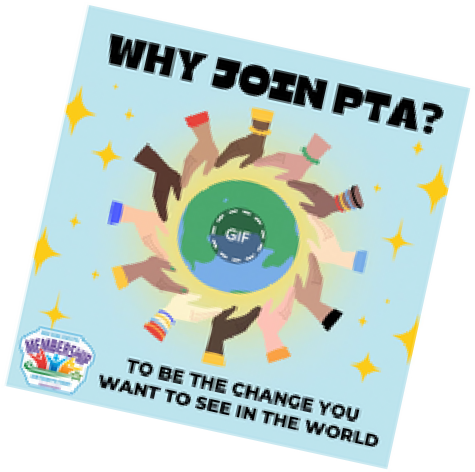 WHY JOIN PTA?
GIF
MEMBERSHIP
TO BE THE CHANGE YOU
WANT TO SEE IN THE WORLD